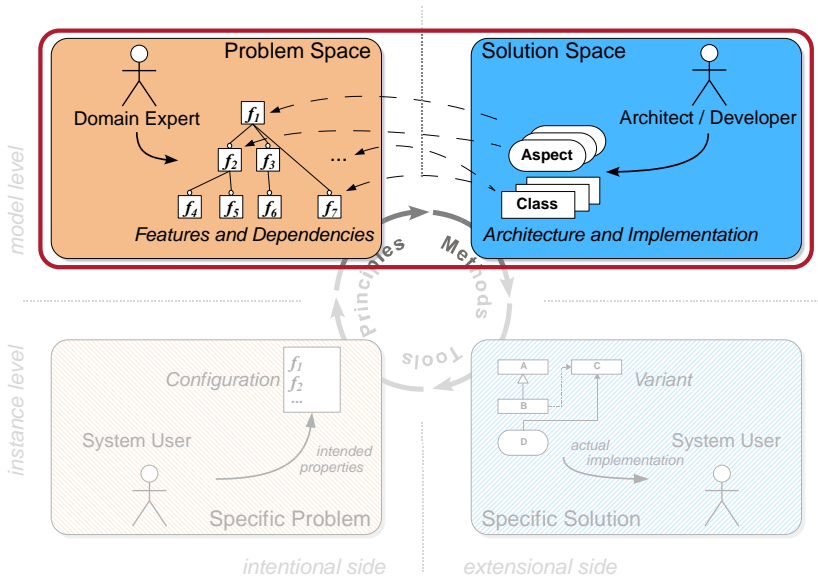 Problem Space
Solution Space
Domain Expert
Architect / Developer
f1
f2
f3
...
f4
f5
f6
f7
Aspect
Class
Features and Dependencies
Architecture and Implementation
model level
Principles
Methods
Tools
instance level
Configuration
f1
f2
...
A
C
B
D
Variant
System User
intended
properties
actual
implementation
System User
Specific Problem
Specific Solution
intentional side
extensional side